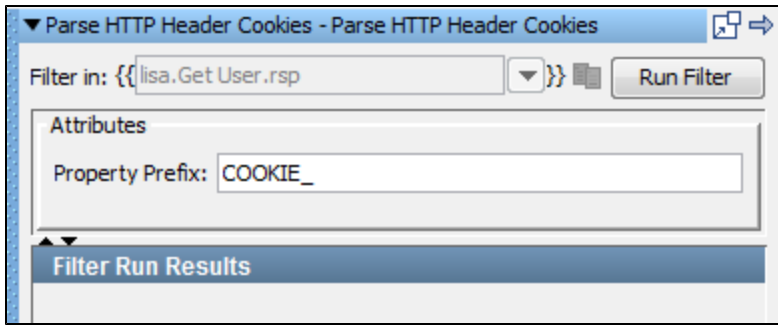 Parse HTTP Header Cookies - Parse HTTP Header Cookies
Filter in: {{lisa.Get User.rsp}} Run Filter
Attributes
Property Prefix: COOKIE_
Filter Run Results